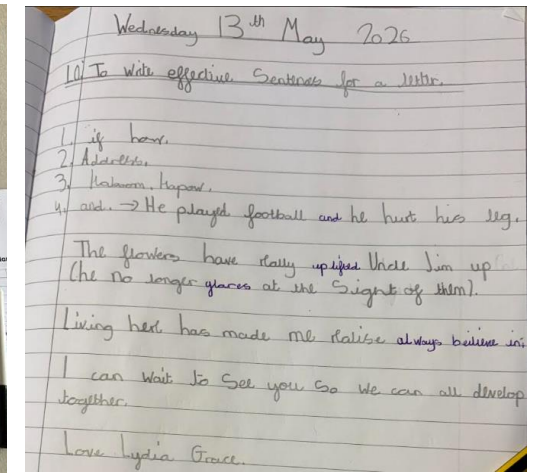 Wednesday 13th May 2026
LO/ To write effective sentences for a letter.
1. if how.
2. Address.
3. Kaboom. Kapow.
4. and. → He played football and he hurt his leg.
The flowers have really uplifted Uncle Jim up
(he no longer glares at the sight of them).
Living here has made me realise always believe in
I can wait to see you so we can all develop
together.
Love Lydia Grace.